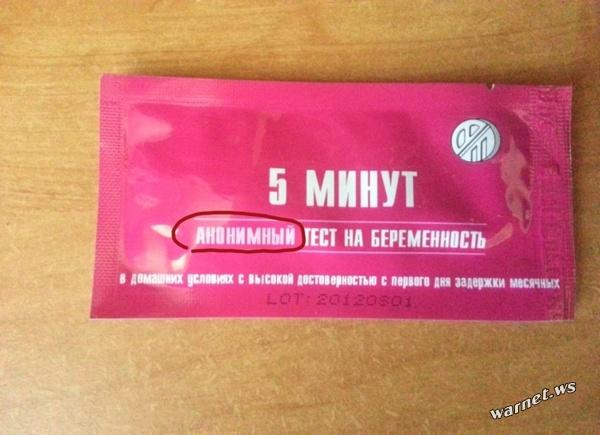 5 МИНУТ
АНОНИМНЫЙ ТЕСТ НА БЕРЕМЕННОСТЬ
в домашних условиях с высокой достоверностью с первого дня задержки месячных
LOT: 20120801
warnet.ws